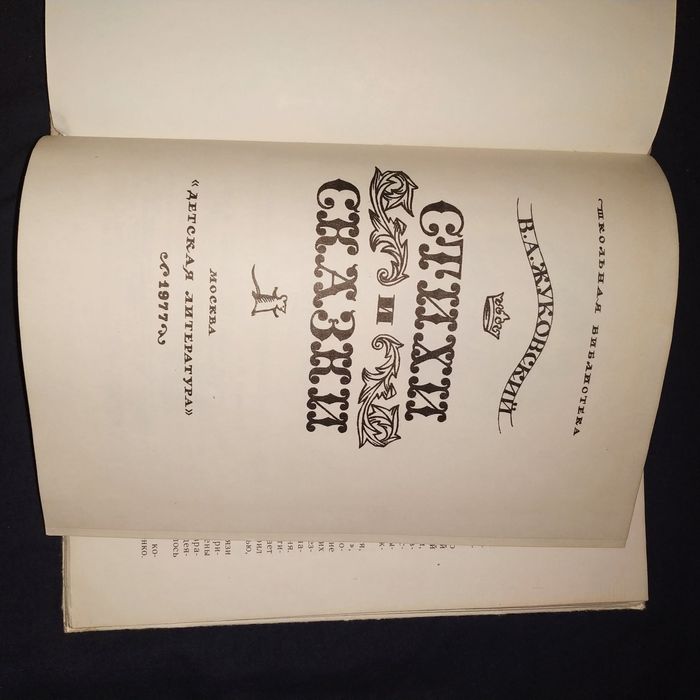 ШКОЛЬНАЯ БИБЛИОТЕКА
В.А.ЖУКОВСКИЙ
СТИХИ
И
СКАЗКИ
МОСКВА
«ДЕТСКАЯ ЛИТЕРАТУРА»
1977